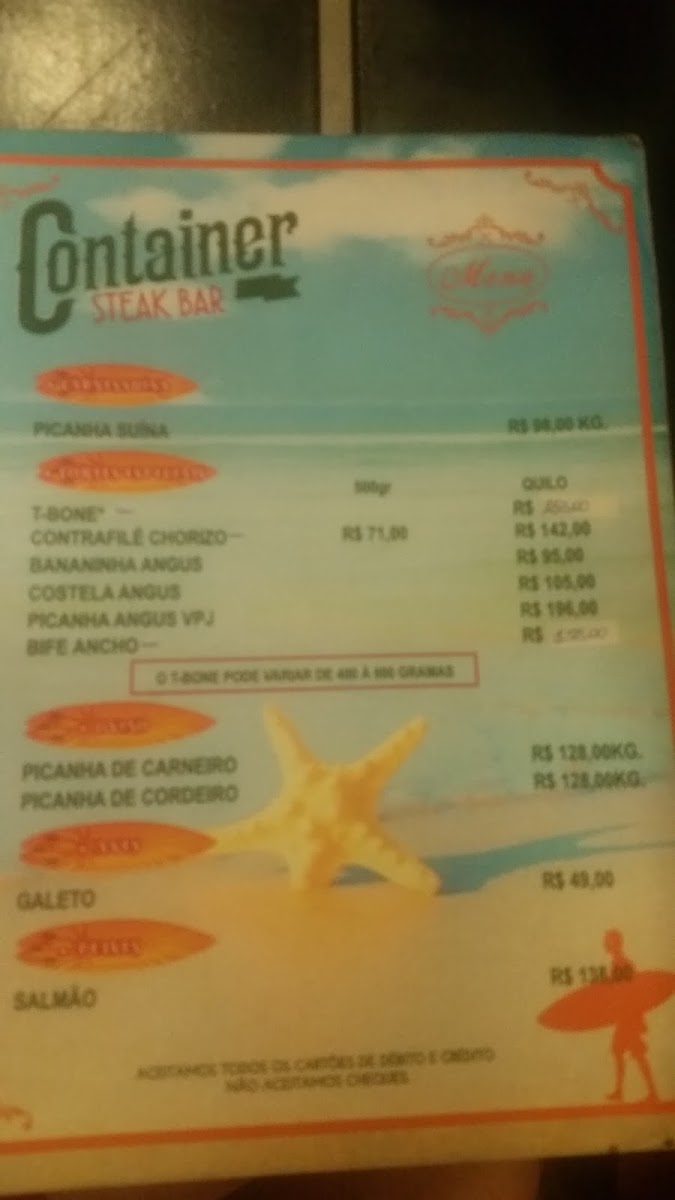 Container
STEAK BAR
Menu
PICANHA SUÍNA R$ 98,00 KG.
500gr QUILO
T-BONE* R$
CONTRAFILÉ CHORIZO R$ 71,00 R$ 142,00
BANANINHA ANGUS R$ 95,00
COSTELA ANGUS R$ 105,00
PICANHA ANGUS VPJ R$ 196,00
BIFE ANCHO R$
O T-BONE PODE VARIAR DE À GRAMAS
PICANHA DE CARNEIRO R$ 128,00KG.
PICANHA DE CORDEIRO R$ 128,00KG.
GALETO R$ 49,00
SALMÃO R$ 138,00
ACEITAMOS TODOS OS CARTÕES DE DÉBITO E CRÉDITO
NÃO ACEITAMOS CHEQUES.